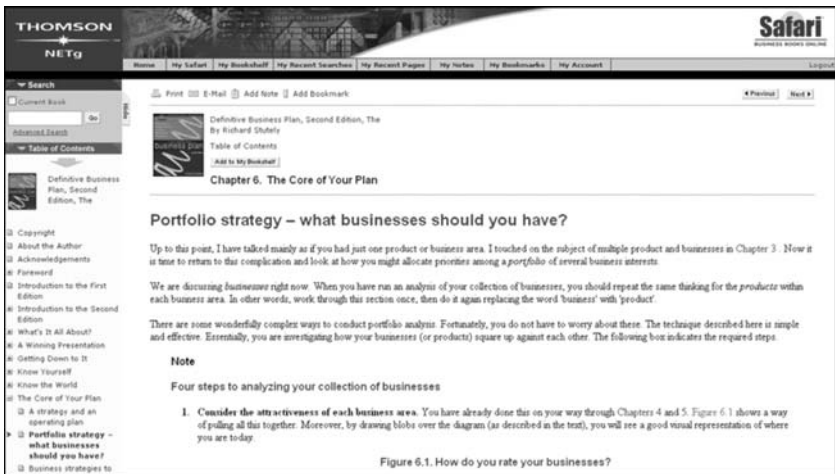 THOMSON
NETg
Safari
BUSINESS BOOKS ONLINE
Home My Safari My Bookshelf My Recent Searches My Recent Pages My Notes My Bookmarks My Account Logout
Search
Current Book
Go
Advanced Search
Hide
Table of Contents
Definitive Business
Plan, Second
Edition, The
Copyright
About the Author
Acknowledgements
Foreword
Introduction to the First
Edition
Introduction to the Second
Edition
What's It All About?
A Winning Presentation
Getting Down to It
Know Yourself
Know the World
The Core of Your Plan
A strategy and an
operating plan
Portfolio strategy –
what businesses
should you have?
Business strategies to
Print E-Mail Add Note Add Bookmark
Previous Next
business plan
Definitive Business Plan, Second Edition, The
By Richard Stutely
Table of Contents
Add to My Bookshelf
Chapter 6. The Core of Your Plan
Portfolio strategy – what businesses should you have?
Up to this point, I have talked mainly as if you had just one product or business area. I touched on the subject of multiple product and businesses in Chapter 3 . Now it
is time to return to this complication and look at how you might allocate priorities among a portfolio of several business interests.
We are discussing businesses right now. When you have run an analysis of your collection of businesses, you should repeat the same thinking for the products within
each business area. In other words, work through this section once, then do it again replacing the word 'business' with 'product'.
There are some wonderfully complex ways to conduct portfolio analysis. Fortunately, you do not have to worry about these. The technique described here is simple
and effective. Essentially, you are investigating how your businesses (or products) square up against each other. The following box indicates the required steps.
Note
Four steps to analyzing your collection of businesses
1. Consider the attractiveness of each business area. You have already done this on your way through Chapters 4 and 5. Figure 6.1 shows a way
of pulling all this together. Moreover, by drawing blobs over the diagram (as described in the text), you will see a good visual representation of where
you are today.
Figure 6.1. How do you rate your businesses?